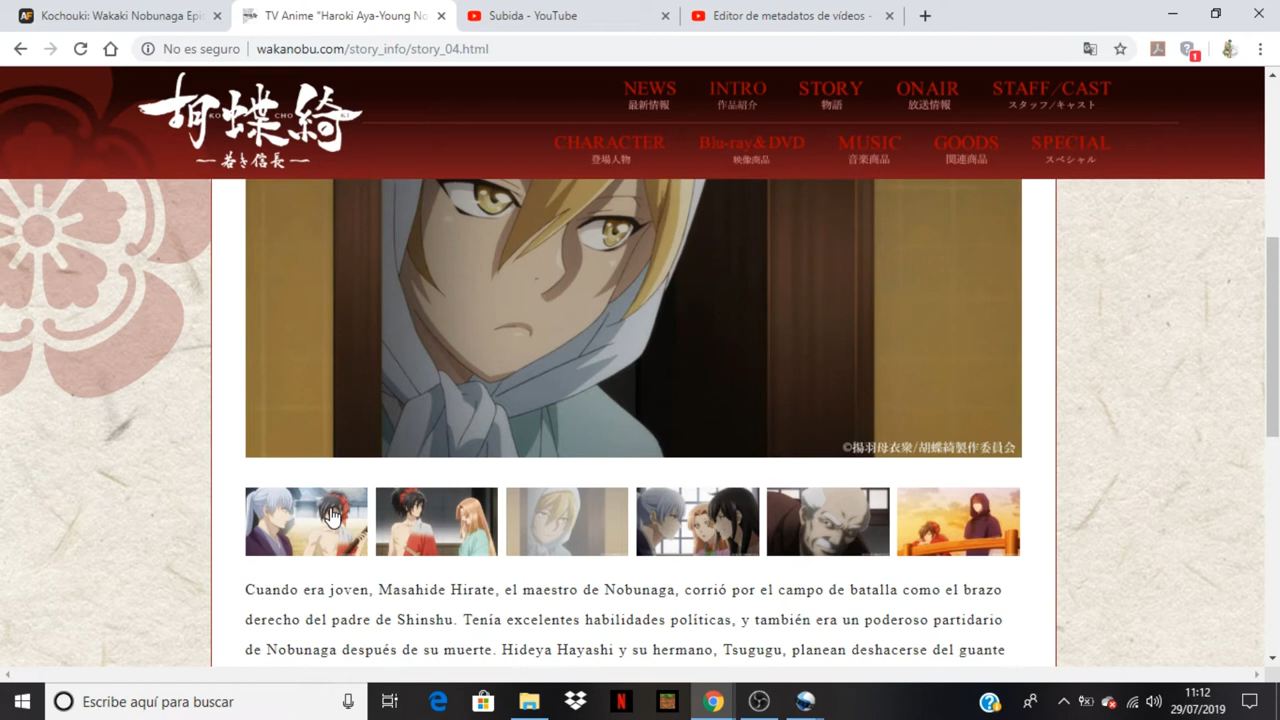 Kochouki: Wakaki Nobunaga Epi
TV Anime "Haroki Aya-Young No
Subida - YouTube
Editor de metadatos de vídeos -
No es seguro
wakanobu.com/story_info/story_04.html
1
胡蝶綺
KO CHO KI
若き信長
NEWS INTRO STORY ONAIR STAFF/CAST
最新情報 作品紹介 物語 放送情報 スタッフ/キャスト
CHARACTER Blu-ray&DVD MUSIC GOODS SPECIAL
登場人物 映像商品 音楽商品 関連商品 スペシャル
©揚羽母衣衆/胡蝶綺製作委員会
Cuando era joven, Masahide Hirate, el maestro de Nobunaga, corrió por el campo de batalla como el brazo
derecho del padre de Shinshu. Tenía excelentes habilidades políticas, y también era un poderoso partidario
de Nobunaga después de su muerte. Hideya Hayashi y su hermano, Tsugugu, planean deshacerse del guante
Escribe aquí para buscar
11:12
29/07/2019